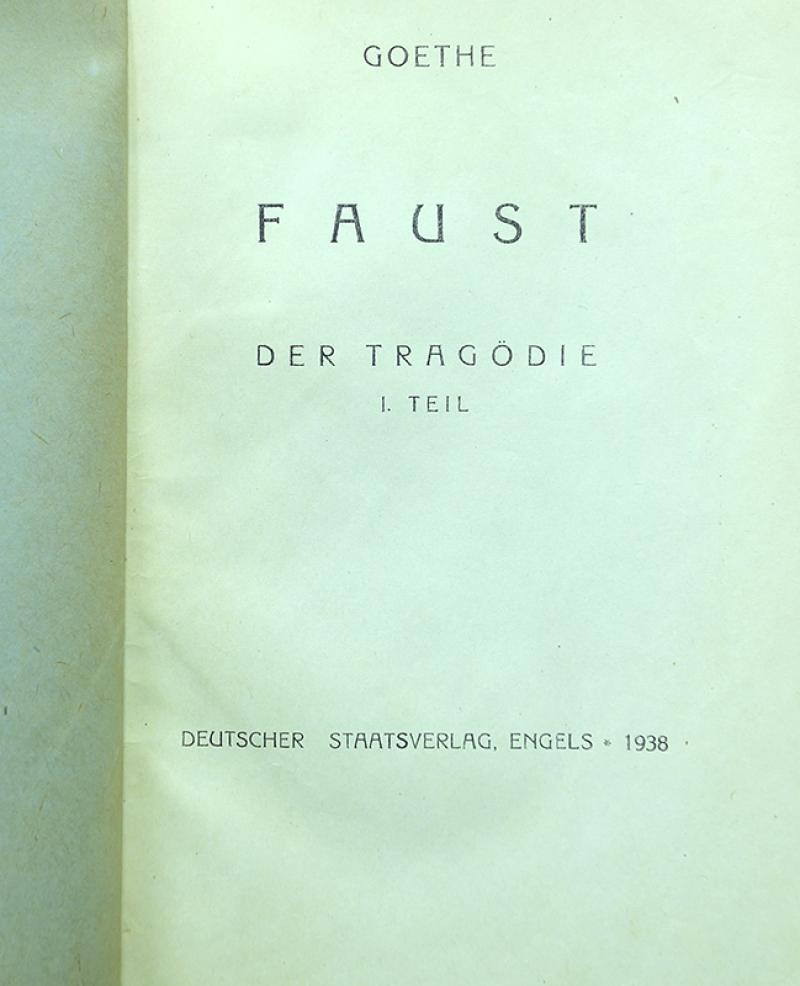 GOETHE
FAUST
DER TRAGÖDIE
I. TEIL
DEUTSCHER STAATSVERLAG, ENGELS * 1938